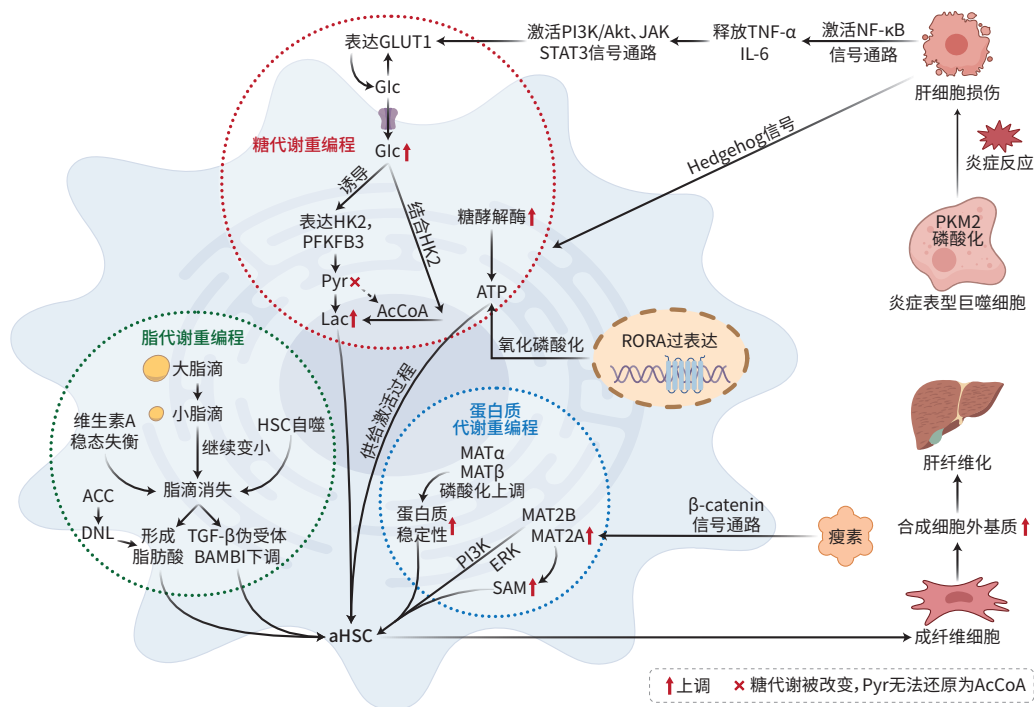 表达GLUT1
激活PI3K/Akt、JAK
STAT3信号通路
释放TNF-α
IL-6
激活NF-κB
信号通路
肝细胞损伤
Glc
糖代谢重编程
Glc
Hedgehog信号
炎症反应
诱导
结合HK2
表达HK2，
PFKFB3
糖酵解酶
PKM2
磷酸化
炎症表型巨噬细胞
Pyr
AcCoA
ATP
Lac
氧化磷酸化
RORA过表达
脂代谢重编程
大脂滴
小脂滴
维生素A
稳态失衡
HSC自噬
继续变小
脂滴消失
ACC
DNL
形成
脂肪酸
TGF-β伪受体
BAMBI下调
供给激活过程
蛋白质
代谢重编程
MATα
MATβ
磷酸化上调
蛋白质
稳定性
MAT2B
MAT2A
PI3K
ERK
SAM
β-catenin
信号通路
瘦素
肝纤维化
合成细胞外基质
成纤维细胞
aHSC
上调
糖代谢被改变，Pyr无法还原为AcCoA